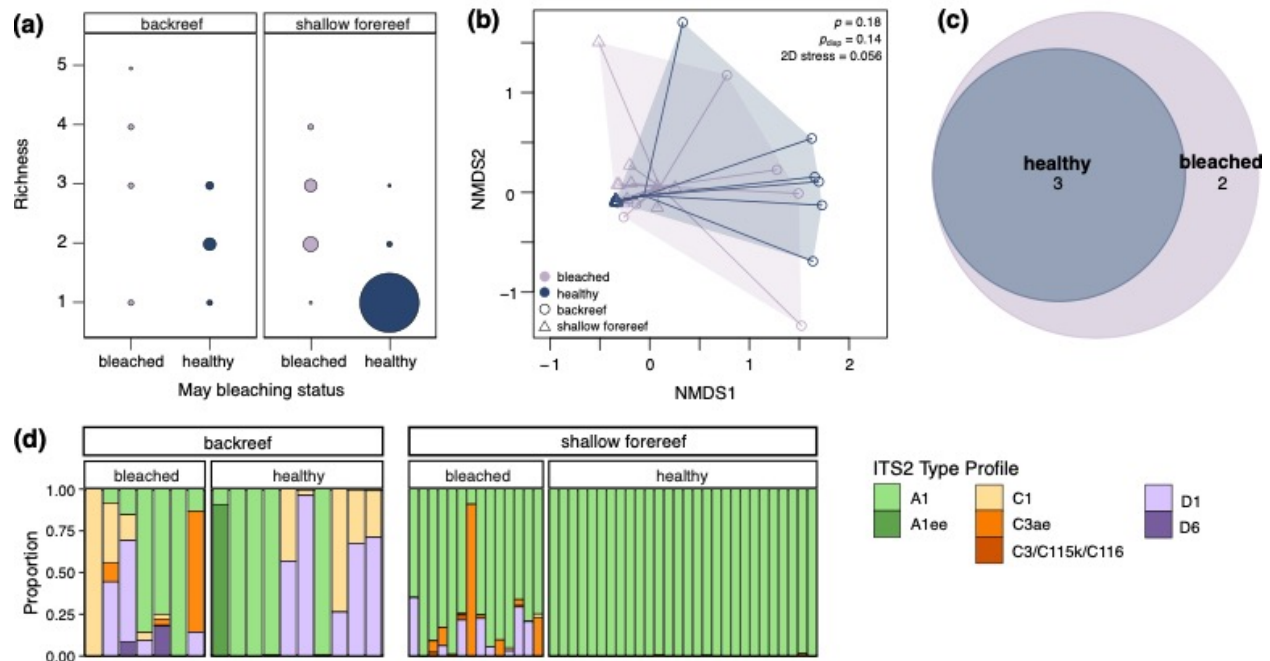 (a)
backreef shallow forereef
Richness
5
4
3
2
1
bleached healthy bleached healthy
May bleaching status
(b)
p = 0.18
p_disp = 0.14
2D stress = 0.056
NMDS2
1
0
−1
bleached
healthy
backreef
shallow forereef
−1 0 1 2
NMDS1
(c)
healthy
3
bleached
2
(d)
backreef shallow forereef
bleached healthy bleached healthy
Proportion
1.00
0.75
0.50
0.25
0.00
ITS2 Type Profile
A1 C1 D1
A1ee C3ae D6
C3/C115k/C116